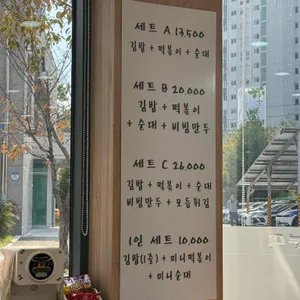 세트 A 13,500
김밥 + 떡볶이 + 순대
세트 B 20,000
김밥 + 떡볶이
+ 순대 + 비빔만두
세트 C 26,000
김밥 + 떡볶이 + 순대
비빔만두 + 모듬튀김
1인 세트 10,000
김밥(1줄) + 미니떡볶이
+ 미니순대